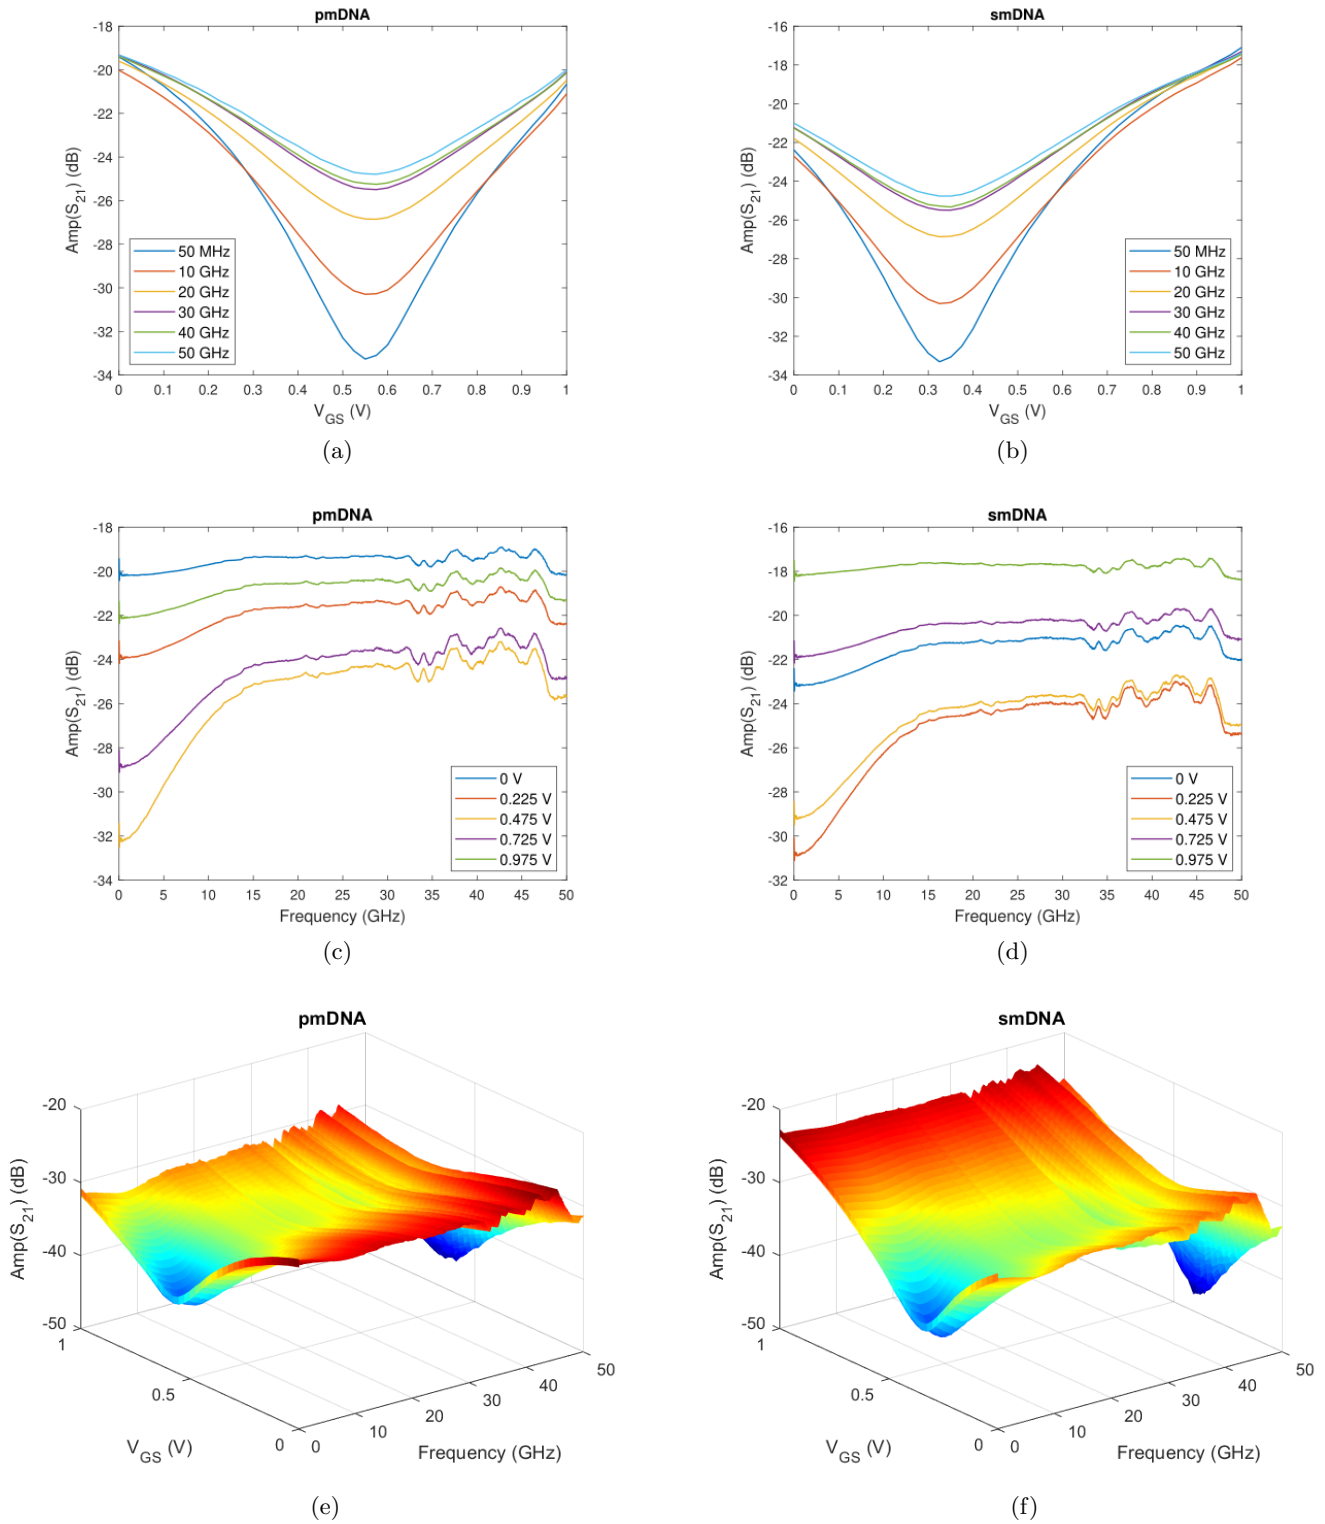 pmDNA
-18
-20
-22
-24
-26
-28
-30
-32
-34
Amp(S21) (dB)
50 MHz
10 GHz
20 GHz
30 GHz
40 GHz
50 GHz
0 0.1 0.2 0.3 0.4 0.5 0.6 0.7 0.8 0.9 1
VGS (V)
(a)
smDNA
-16
-18
-20
-22
-24
-26
-28
-30
-32
-34
Amp(S21) (dB)
50 MHz
10 GHz
20 GHz
30 GHz
40 GHz
50 GHz
0 0.1 0.2 0.3 0.4 0.5 0.6 0.7 0.8 0.9 1
VGS (V)
(b)
pmDNA
-18
-20
-22
-24
-26
-28
-30
-32
-34
Amp(S21) (dB)
0 V
0.225 V
0.475 V
0.725 V
0.975 V
0 5 10 15 20 25 30 35 40 45 50
Frequency (GHz)
(c)
smDNA
-16
-18
-20
-22
-24
-26
-28
-30
-32
Amp(S21) (dB)
0 V
0.225 V
0.475 V
0.725 V
0.975 V
0 5 10 15 20 25 30 35 40 45 50
Frequency (GHz)
(d)
pmDNA
-20
-30
-40
-50
Amp(S21) (dB)
1
0.5
0
VGS (V)
0
10
20
30
40
50
Frequency (GHz)
(e)
smDNA
-20
-30
-40
-50
Amp(S21) (dB)
1
0.5
0
VGS (V)
0
10
20
30
40
50
Frequency (GHz)
(f)